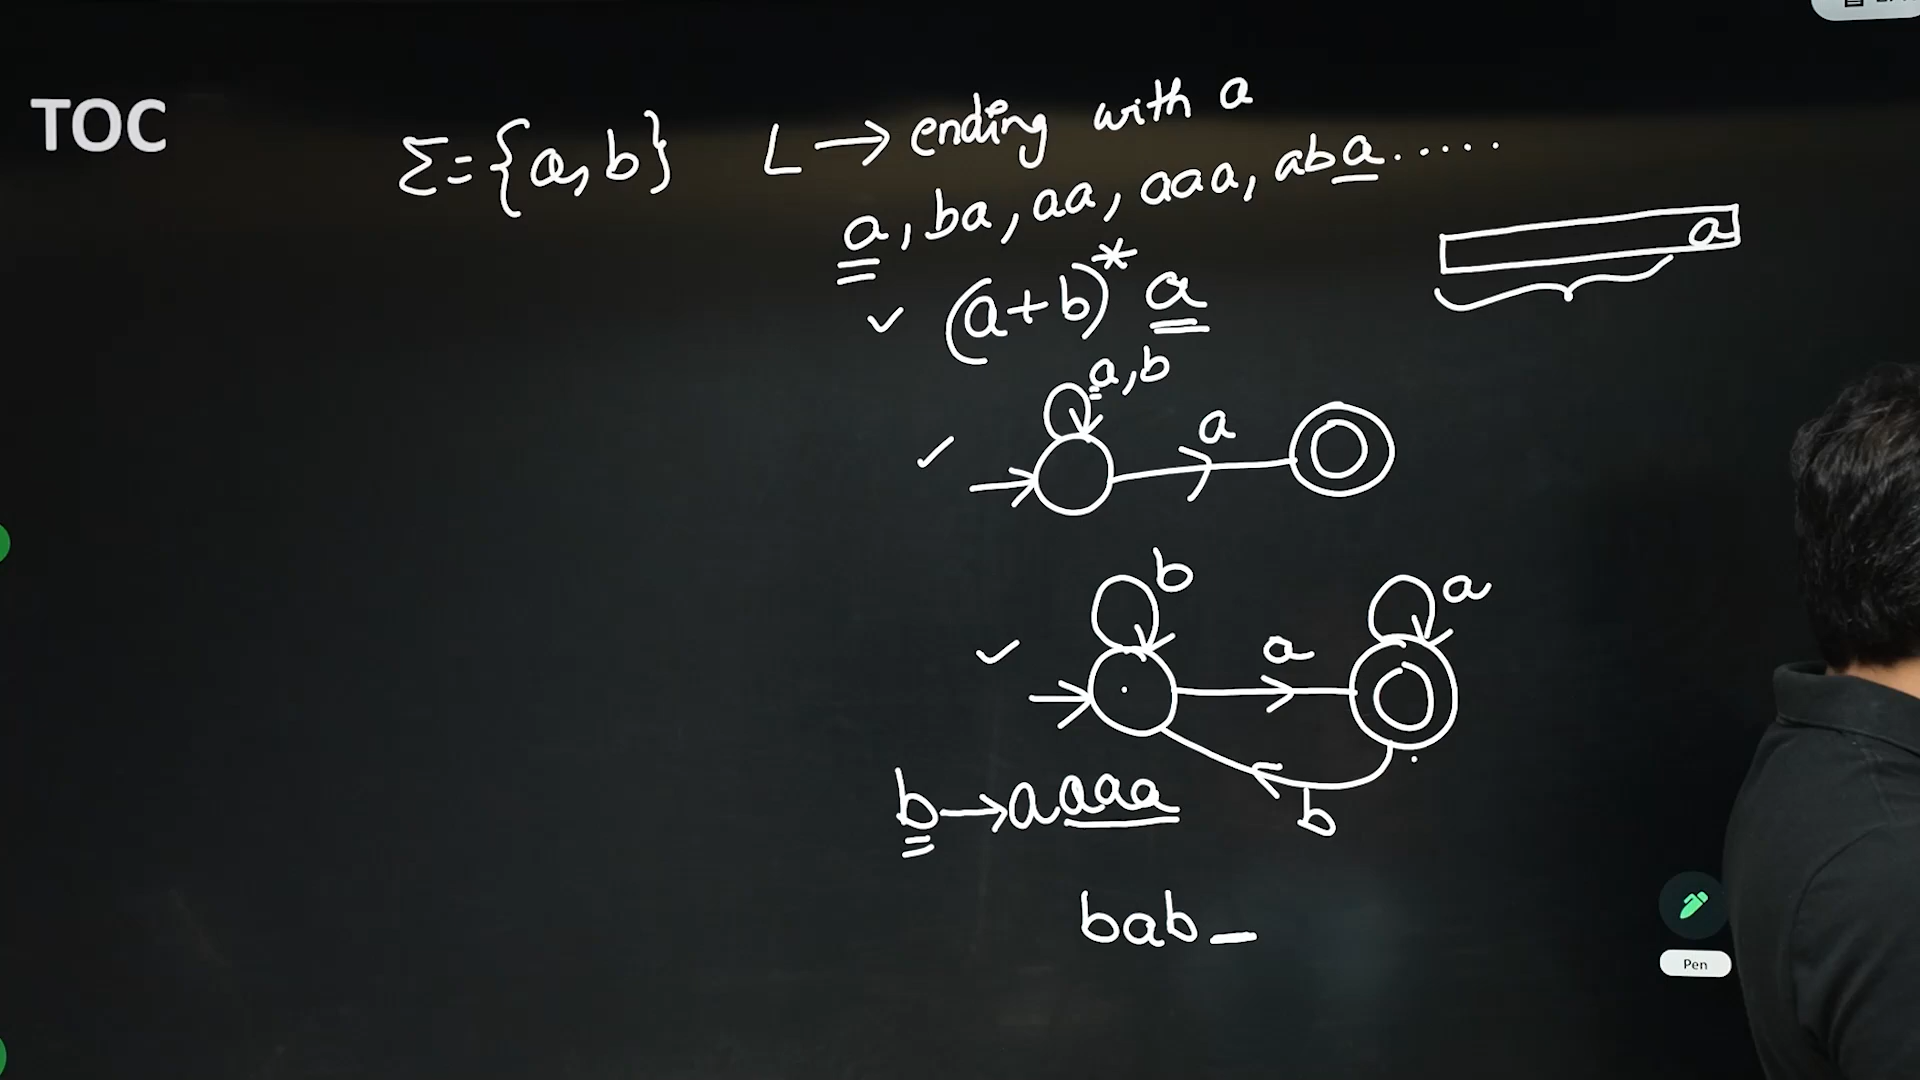 TOC
Σ={a,b} L → ending with a
a, ba, aa, aaa, aba.....
a
(a+b)* a
a,b
a
b
a
a
b
b → aaaa
bab_
Pen